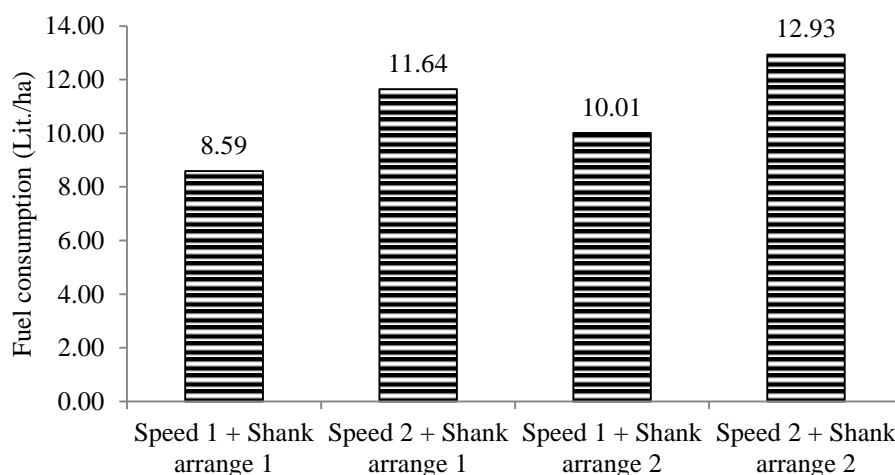 Fuel consumption (Lit./ha)
14.00
12.00
10.00
8.00
6.00
4.00
2.00
0.00
8.59
11.64
10.01
12.93
Speed 1 + Shank
arrange 1
Speed 2 + Shank
arrange 1
Speed 1 + Shank
arrange 2
Speed 2 + Shank
arrange 2